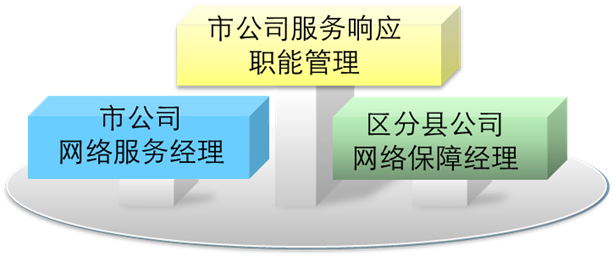 市公司服务响应
职能管理
市公司
网络服务经理
区分县公司
网络保障经理